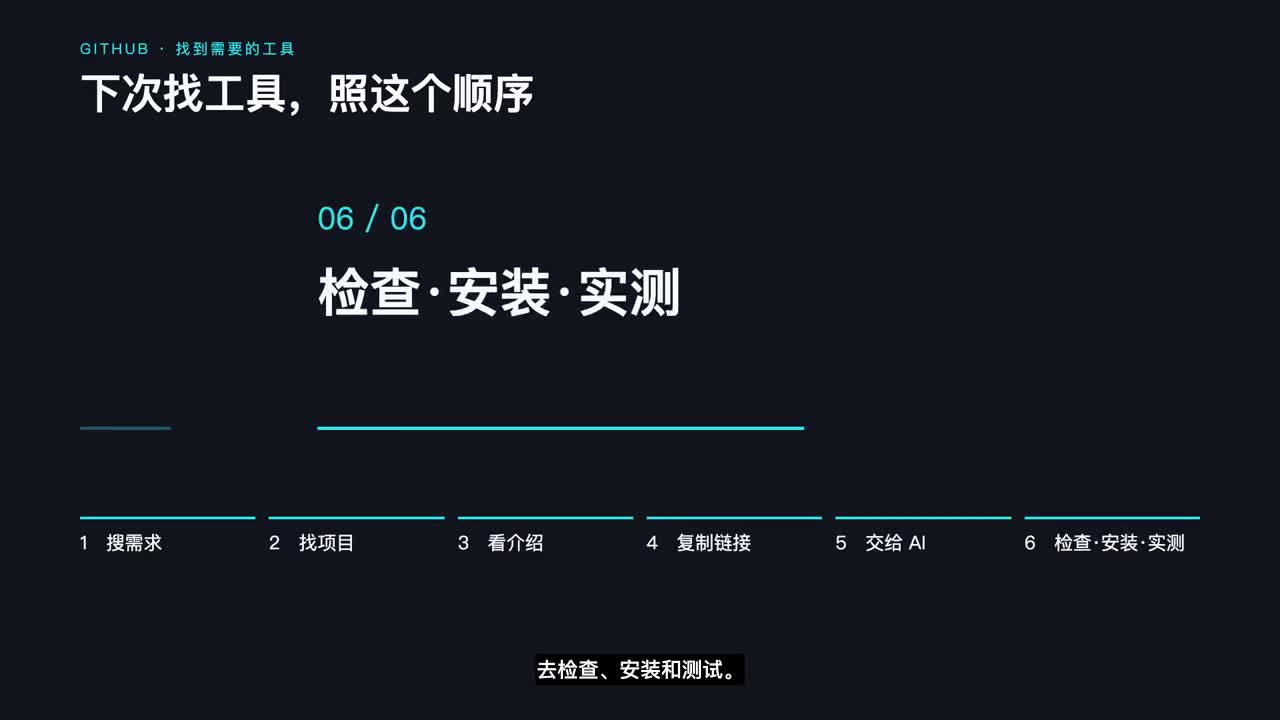 GITHUB · 找到需要的工具
下次找工具，照这个顺序
06 / 06
检查·安装·实测
1 搜需求
2 找项目
3 看介绍
4 复制链接
5 交给 AI
6 检查·安装·实测
去检查、安装和测试。